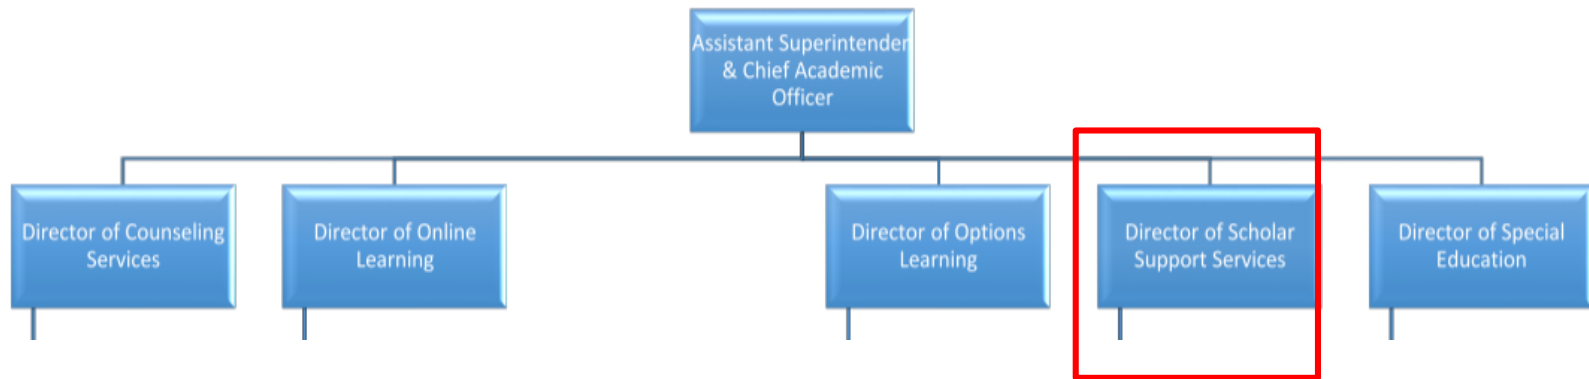 Assistant Superintender
& Chief Academic
Officer
Director of Counseling
Services
Director of Online
Learning
Director of Options
Learning
Director of Scholar
Support Services
Director of Special
Education